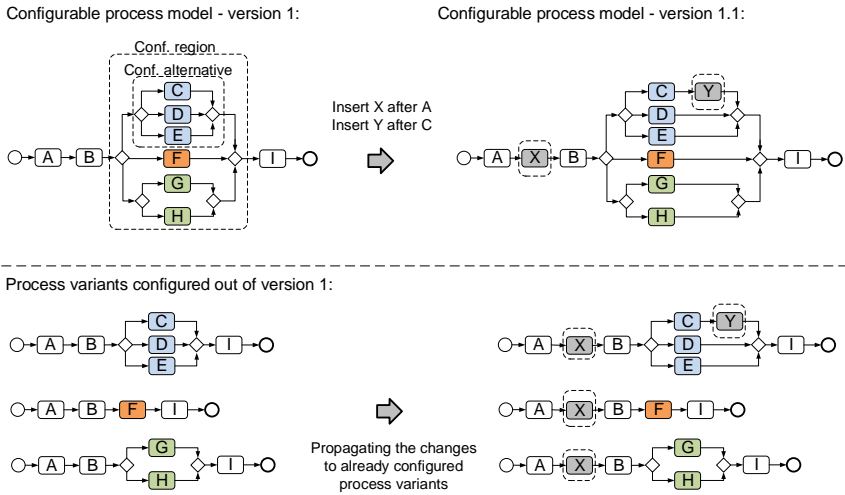 Configurable process model - version 1:
Configurable process model - version 1.1:
Conf. region
Conf. alternative
C
D
E
A
B
F
I
G
H
Insert X after A
Insert Y after C
C
Y
D
E
A
X
B
F
I
G
H
Process variants configured out of version 1:
C
A
B
D
I
E
A
B
F
I
G
A
B
I
H
Propagating the changes
to already configured
process variants
C
Y
A
X
B
D
I
E
A
X
B
F
I
G
A
X
B
I
H